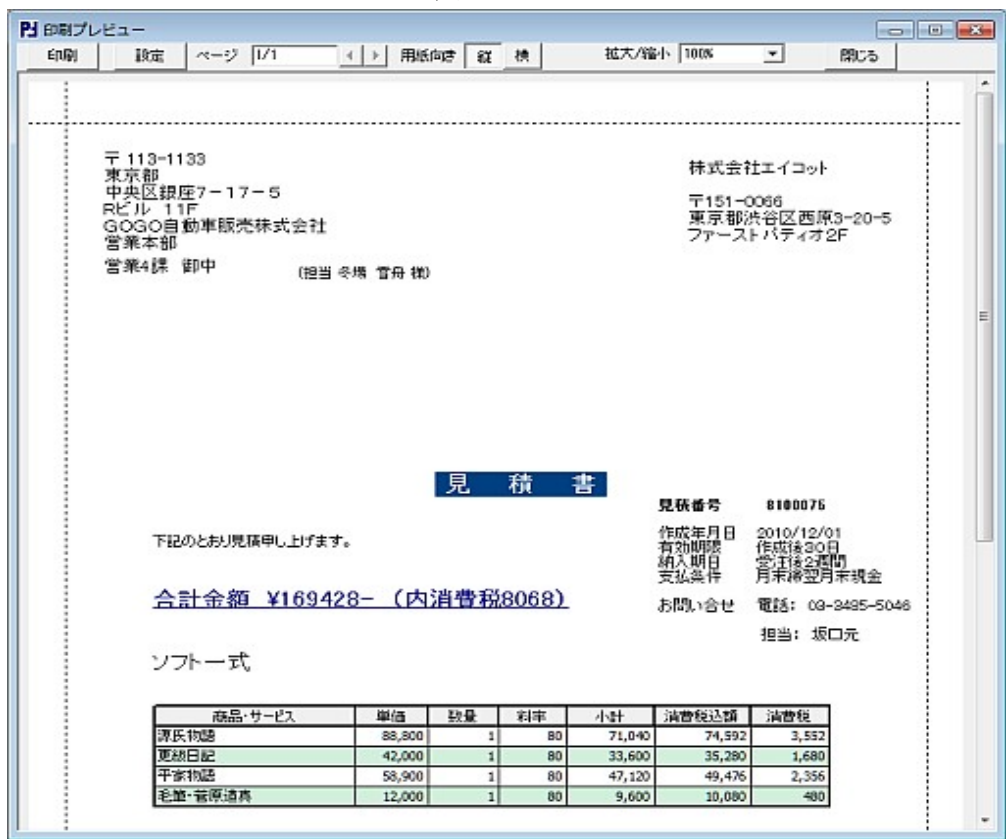 印刷プレビュー
印刷 設定 ページ 1/1 用紙向き 縦 横 拡大/縮小 100% 閉じる
〒113-1133
東京都
中央区銀座7-17-5
Rビル 11F
GOGO自動車販売株式会社
営業本部
営業4課 御中
(担当 冬場 雪舟 様)
株式会社エイコット
〒151-0066
東京都渋谷区西原3-20-5
ファーストパティオ2F
見 積 書
見積番号 8100075
作成年月日 2010/12/01
有効期限 作成後30日
納入期日 受注後2週間
支払条件 月末締翌月末現金
お問い合せ 電話: 03-3485-5046
担当: 坂口元
下記のとおり見積申し上げます。
合計金額 ¥169428- (内消費税8068)
ソフト一式
商品・サービス 単価 数量 料率 小計 消費税込額 消費税
源氏物語 88,800 1 80 71,040 74,592 3,552
更級日記 42,000 1 80 33,600 35,280 1,680
平家物語 58,900 1 80 47,120 49,476 2,356
毛筆・菅原道真 12,000 1 80 9,600 10,080 480